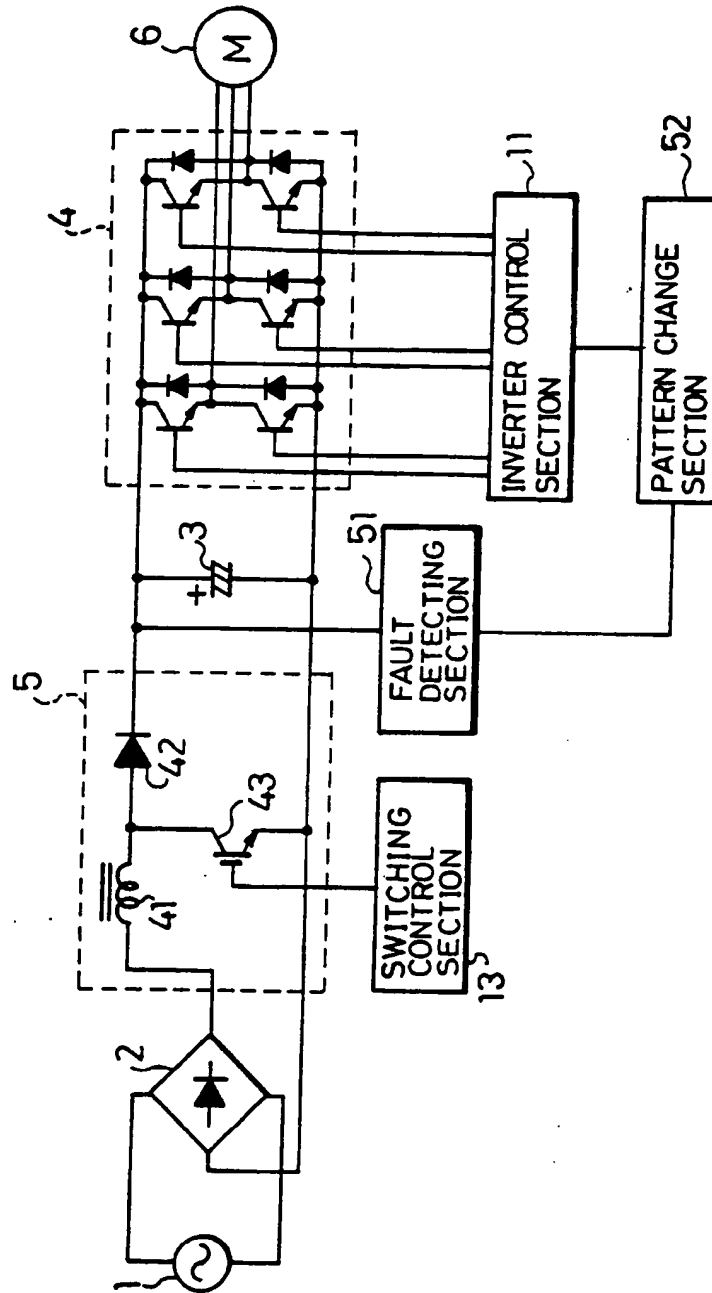 1
2
5
41
42
43
3
+
4
6
M
SWITCHING
CONTROL
SECTION
13
FAULT
DETECTING
SECTION
51
INVERTER CONTROL
SECTION
11
PATTERN CHANGE
SECTION
52